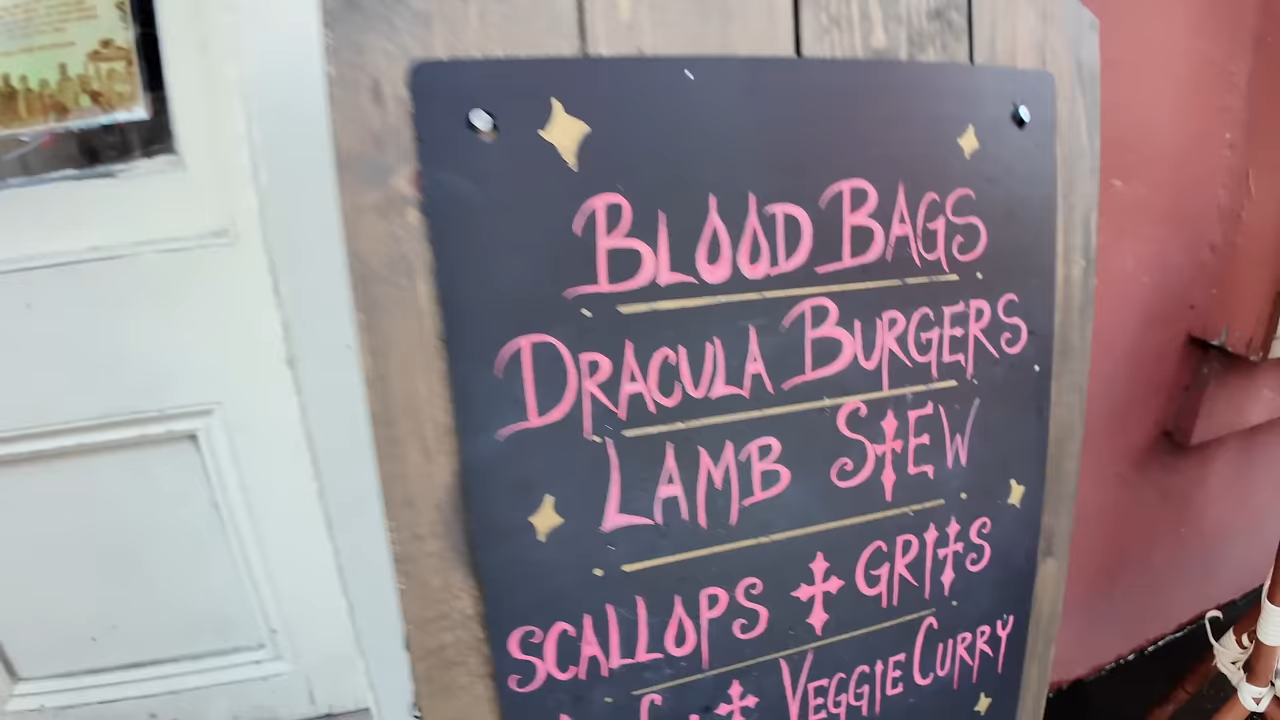 BLOOD BAGS
DRACULA BURGERS
LAMB STEW
SCALLOPS + GRITS
VEGGIE CURRY